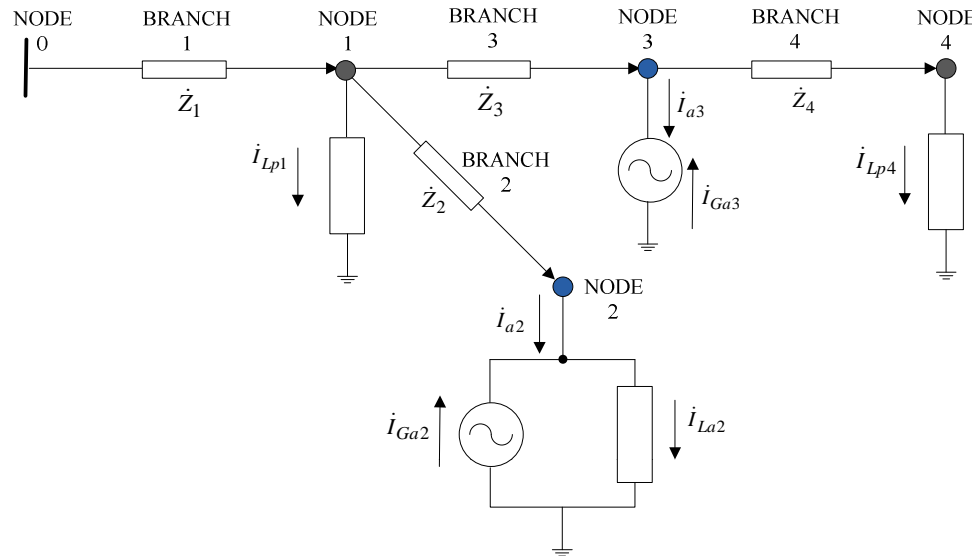 NODE
0
BRANCH
1
NODE
1
BRANCH
3
NODE
3
BRANCH
4
NODE
4
Ż₁
Ż₃
Ż₄
İ_{Lp1}
BRANCH
2
Ż₂
İ_{a3}
İ_{Ga3}
İ_{Lp4}
NODE
2
İ_{a2}
İ_{Ga2}
İ_{La2}